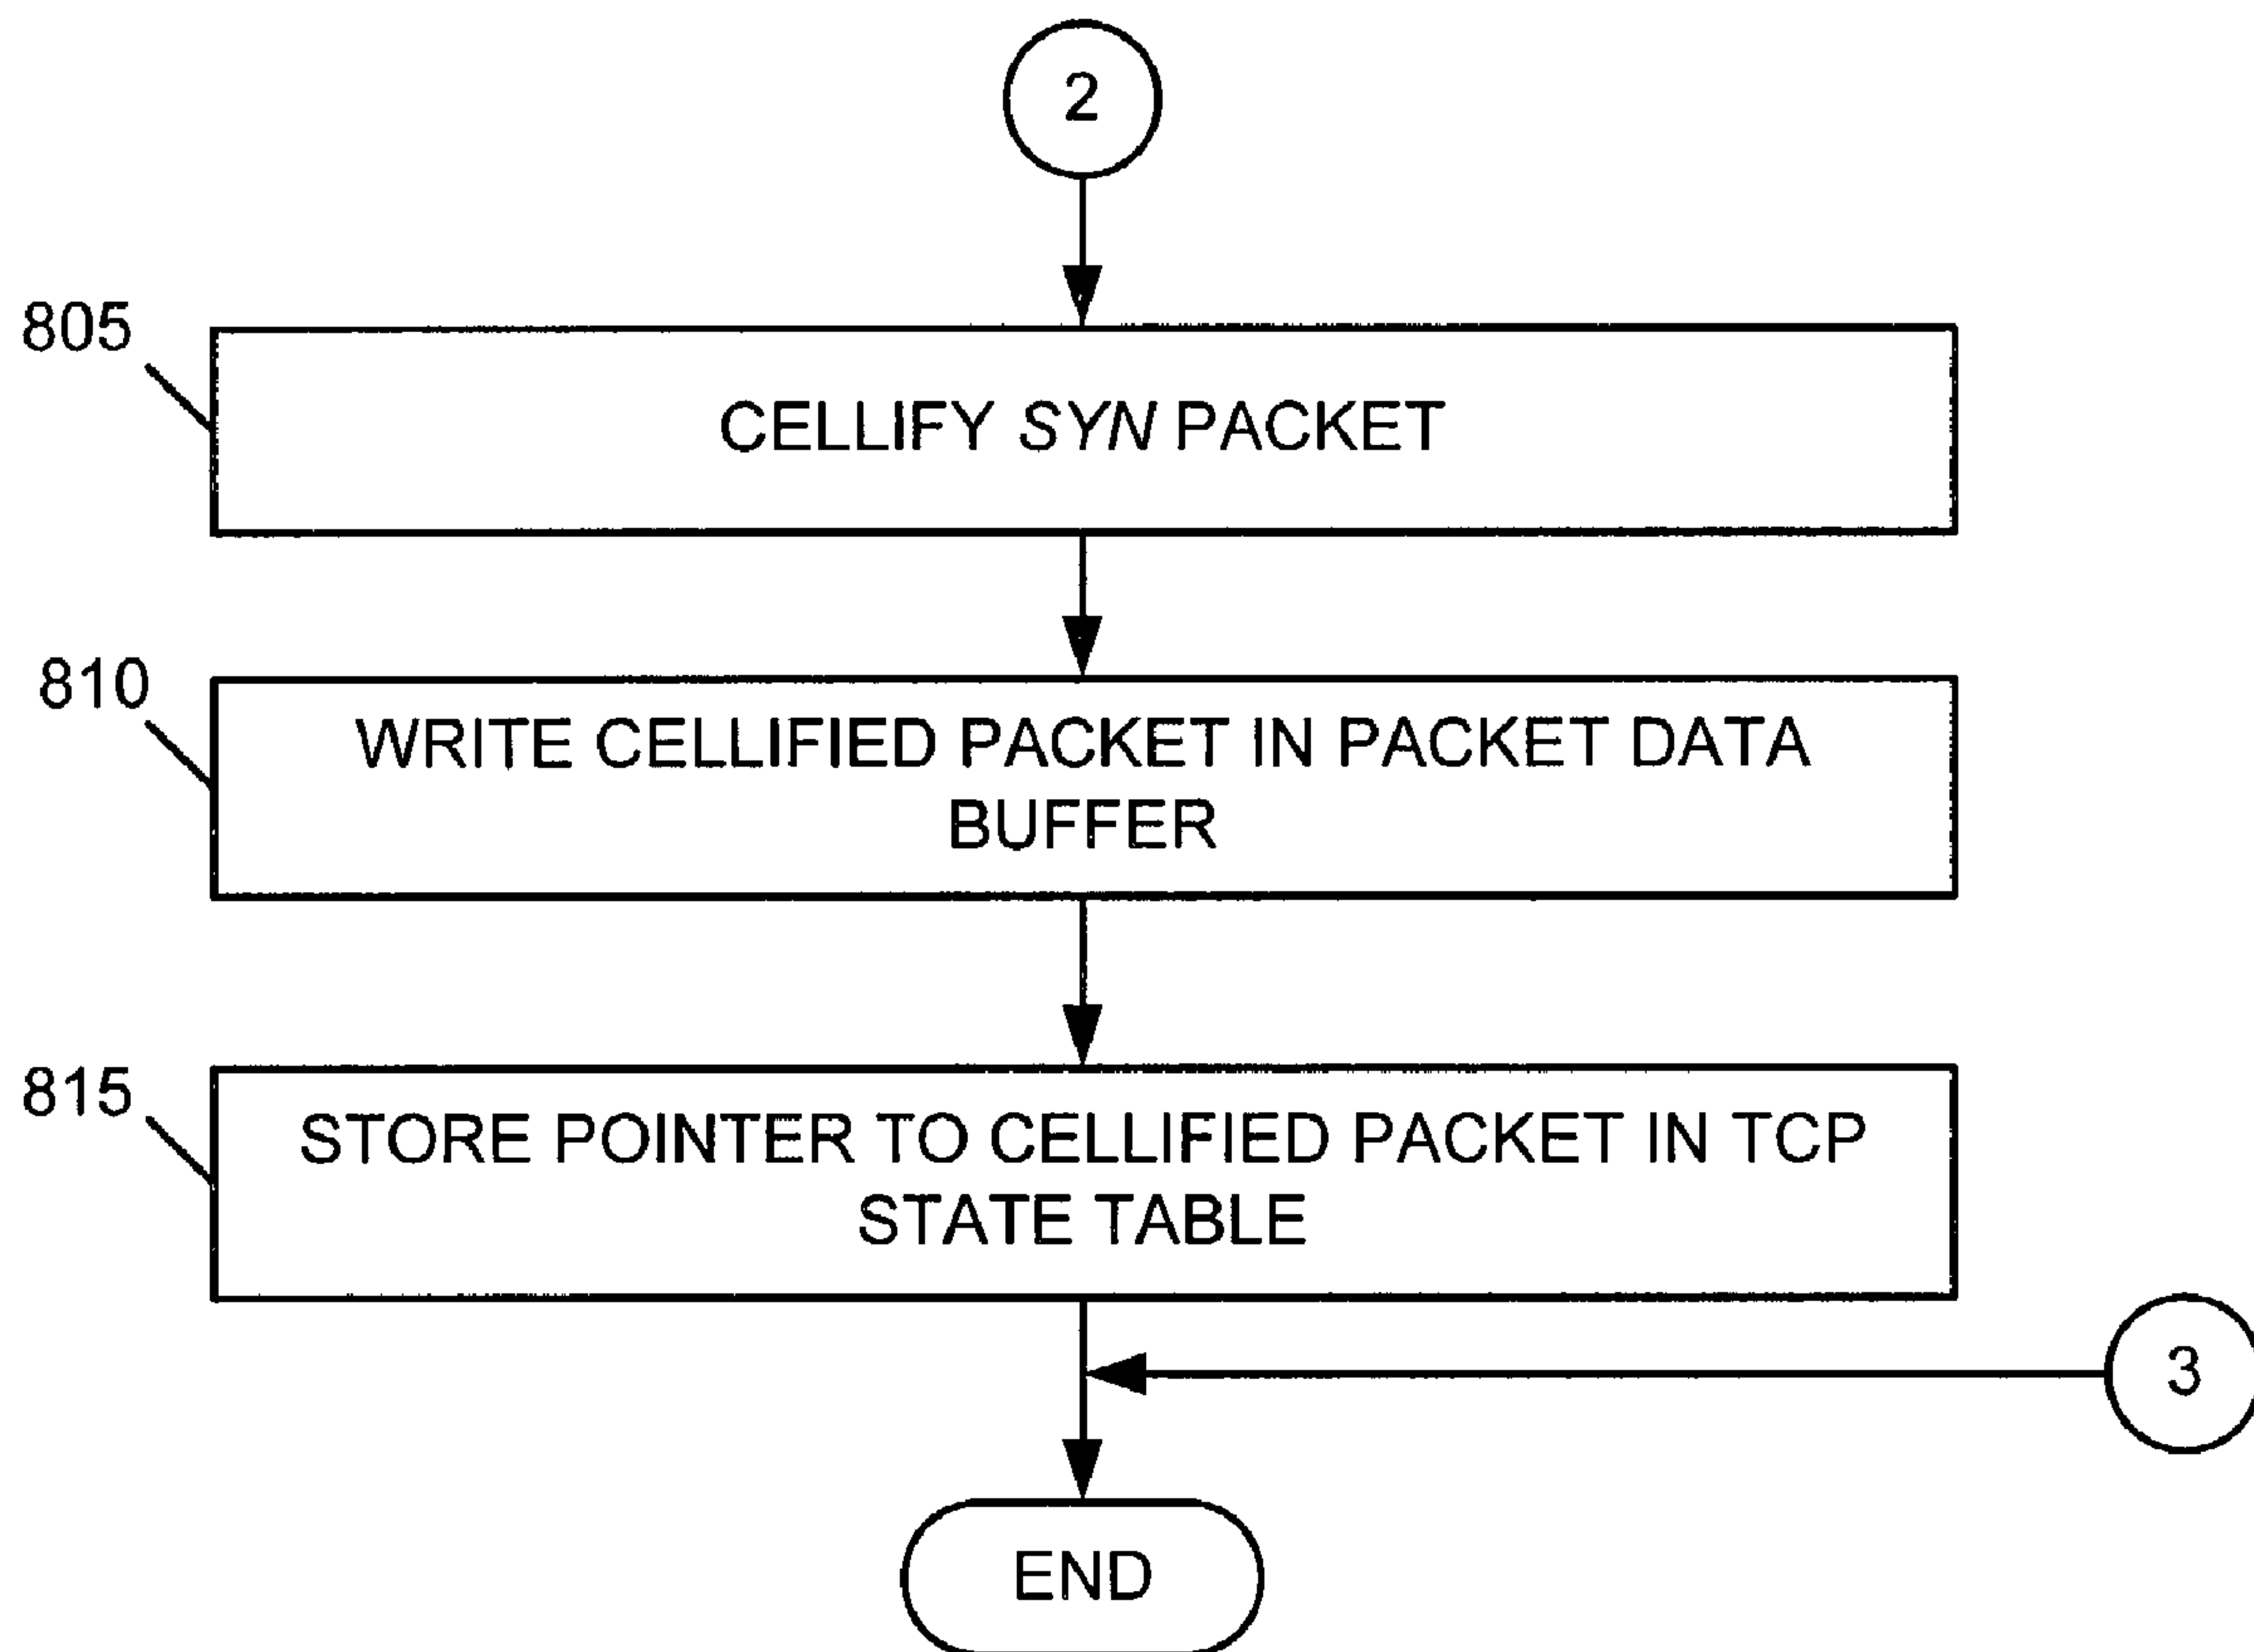 2
805
CELLIFY SYN PACKET
810
WRITE CELLIFIED PACKET IN PACKET DATA
BUFFER
815
STORE POINTER TO CELLIFIED PACKET IN TCP
STATE TABLE
3
END